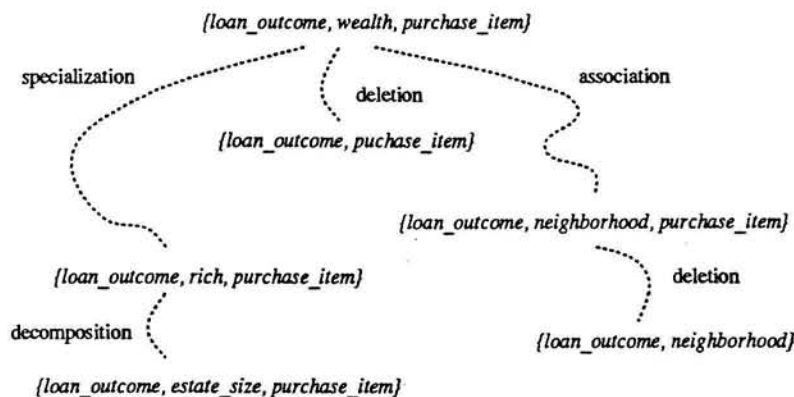 {loan_outcome, wealth, purchase_item}
specialization
deletion
association
{loan_outcome, puchase_item}
{loan_outcome, neighborhood, purchase_item}
{loan_outcome, rich, purchase_item}
deletion
decomposition
{loan_outcome, neighborhood}
{loan_outcome, estate_size, purchase_item}